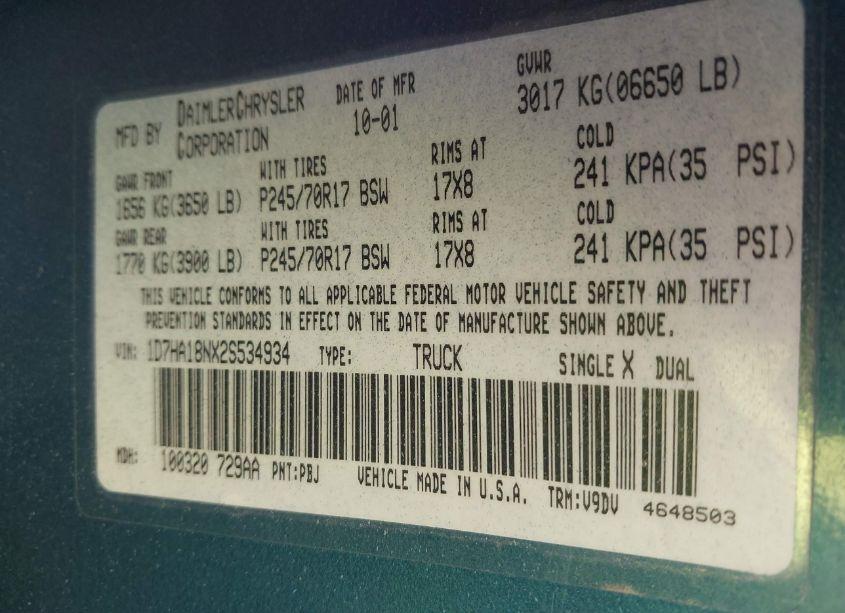 MFD BY DAIMLERCHRYSLER CORPORATION DATE OF MFR 10-01 GVWR 3017 KG(06650 LB)
GAWR FRONT WITH TIRES RIMS AT COLD
1656 KG(3650 LB) P245/70R17 BSW 17X8 241 KPA(35 PSI)
GAWR REAR WITH TIRES RIMS AT COLD
1770 KG(3900 LB) P245/70R17 BSW 17X8 241 KPA(35 PSI)
THIS VEHICLE CONFORMS TO ALL APPLICABLE FEDERAL MOTOR VEHICLE SAFETY AND THEFT
PREVENTION STANDARDS IN EFFECT ON THE DATE OF MANUFACTURE SHOWN ABOVE.
VIN: 1D7HA18NX2S534934 TYPE: TRUCK SINGLE X DUAL
MDH: 100320 729AA PNT:PBJ VEHICLE MADE IN U.S.A. TRM:V9DV 4648503